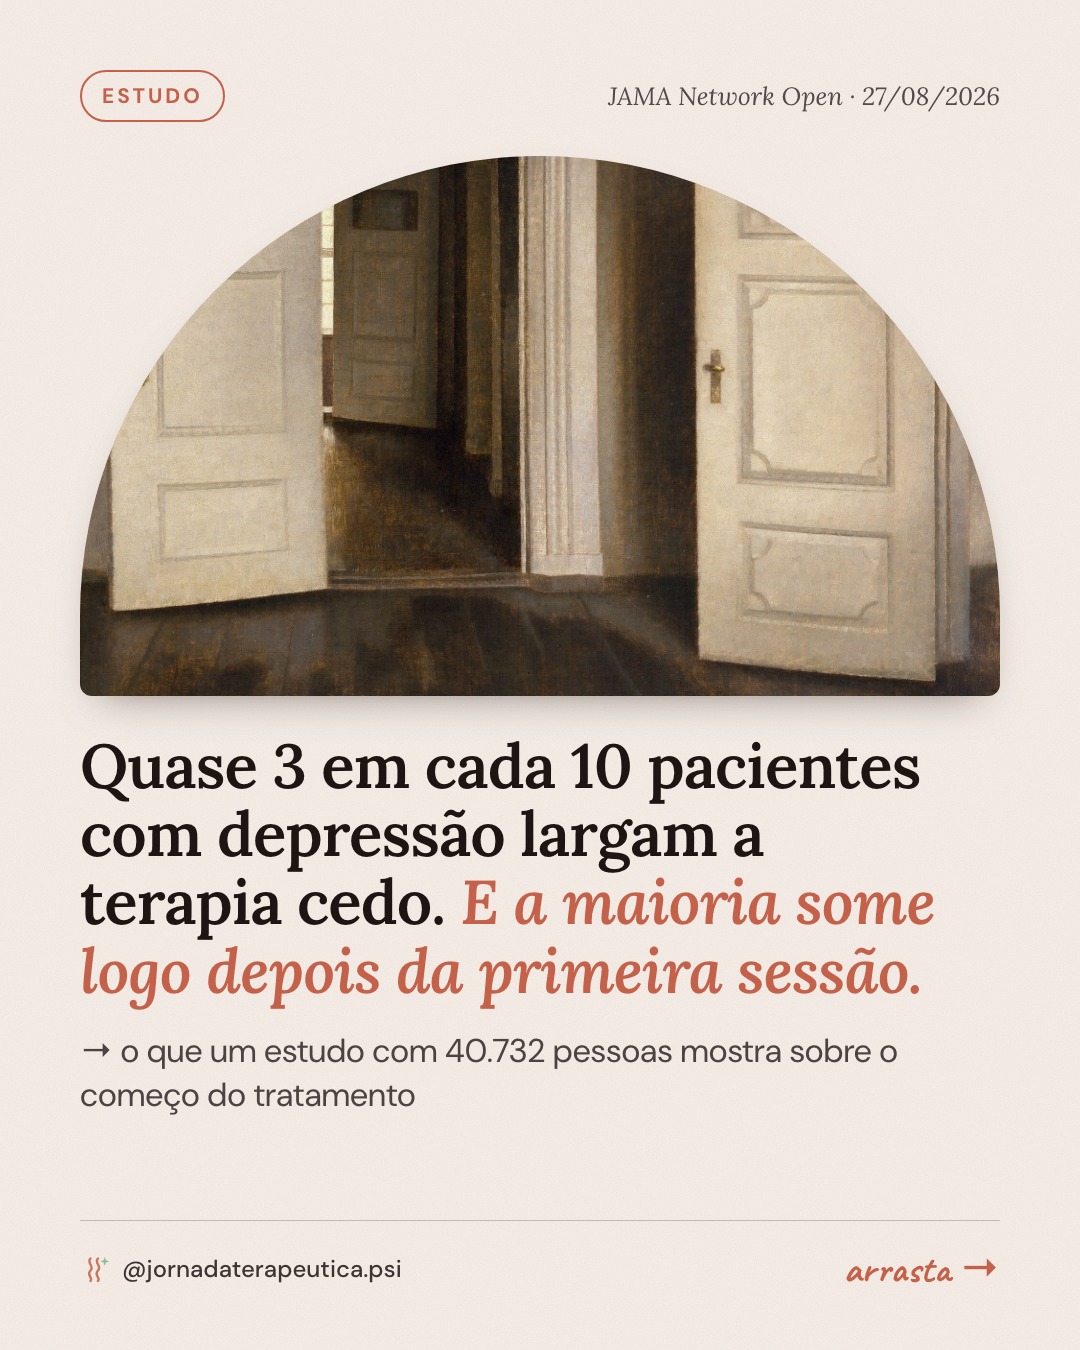 ESTUDO
JAMA Network Open · 27/08/2026
Quase 3 em cada 10 pacientes
com depressão largam a
terapia cedo. E a maioria some
logo depois da primeira sessão.
→ o que um estudo com 40.732 pessoas mostra sobre o
começo do tratamento
@jornadaterapeutica.psi
arrasta →